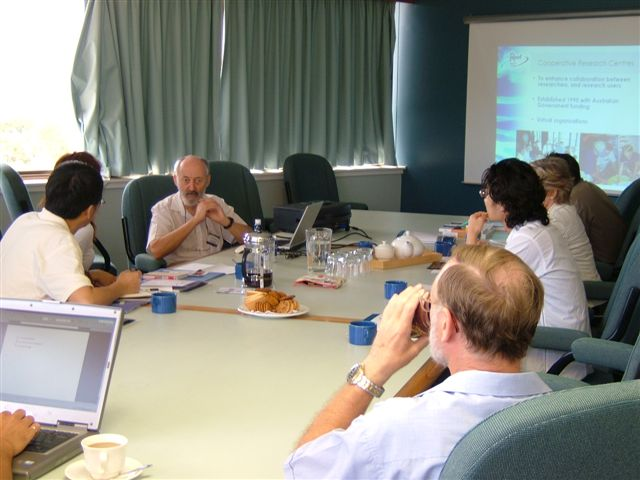 Cooperative Research Centres
• To enhance collaboration between
researchers, and research users
• Established 1990 with Australian
Government funding
• Virtual organisations